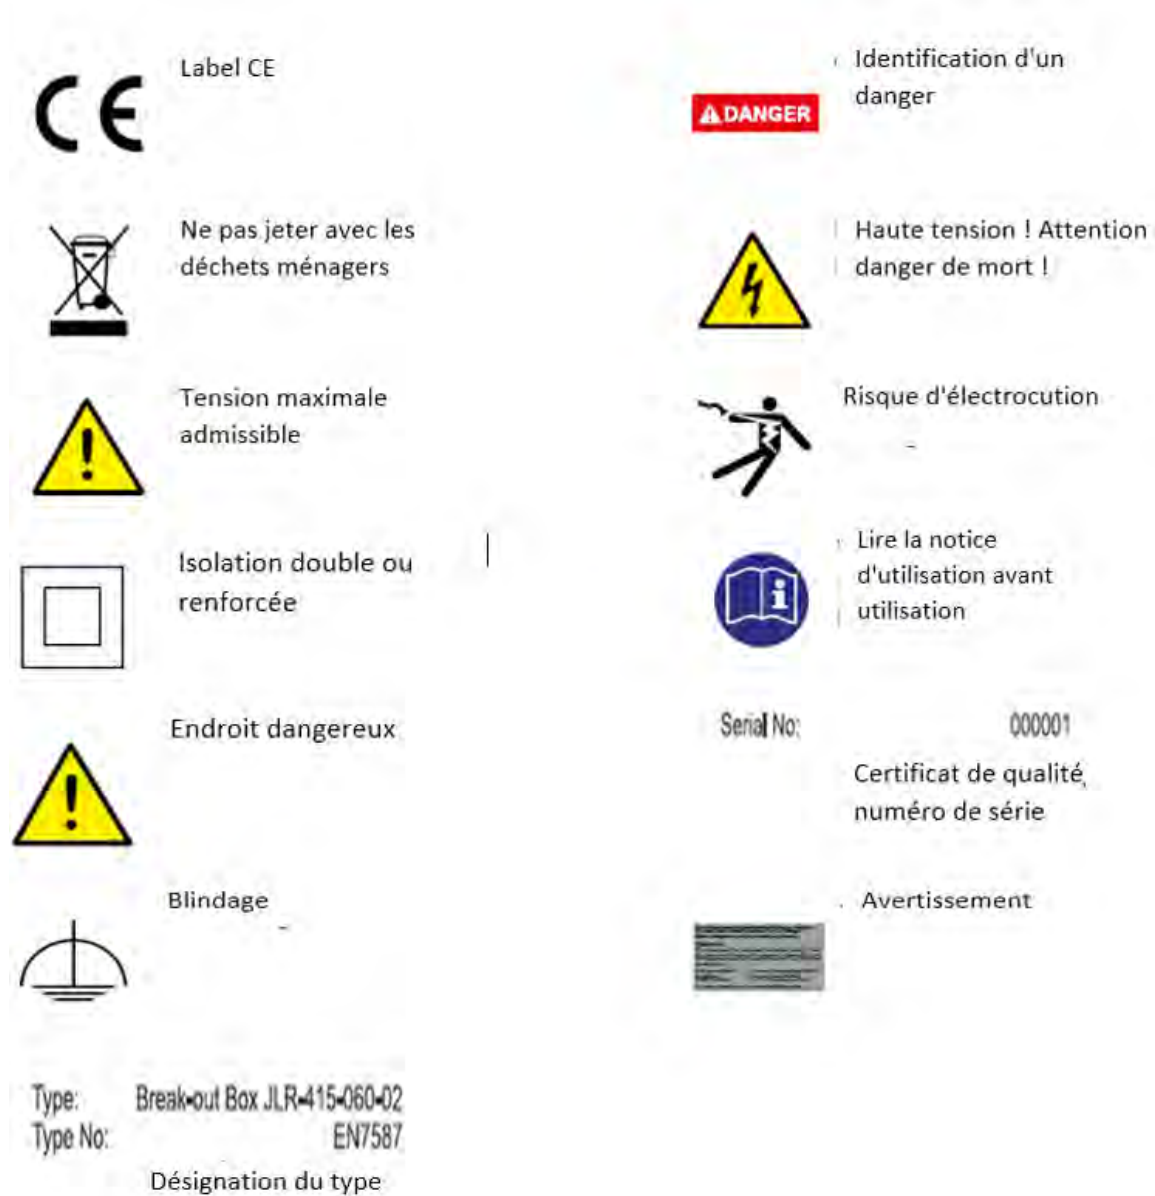 CE
Label CE
Ne pas jeter avec les
déchets ménagers
Tension maximale
admissible
Isolation double ou
renforcée
Endroit dangereux
Blindage
Type: Break-out Box JLR-415-060-02
Type No: EN7587
Désignation du type
DANGER
Identification d'un
danger
Haute tension ! Attention
danger de mort !
Risque d'électrocution
Lire la notice
d'utilisation avant
utilisation
Serial No: 000001
Certificat de qualité,
numéro de série
Avertissement